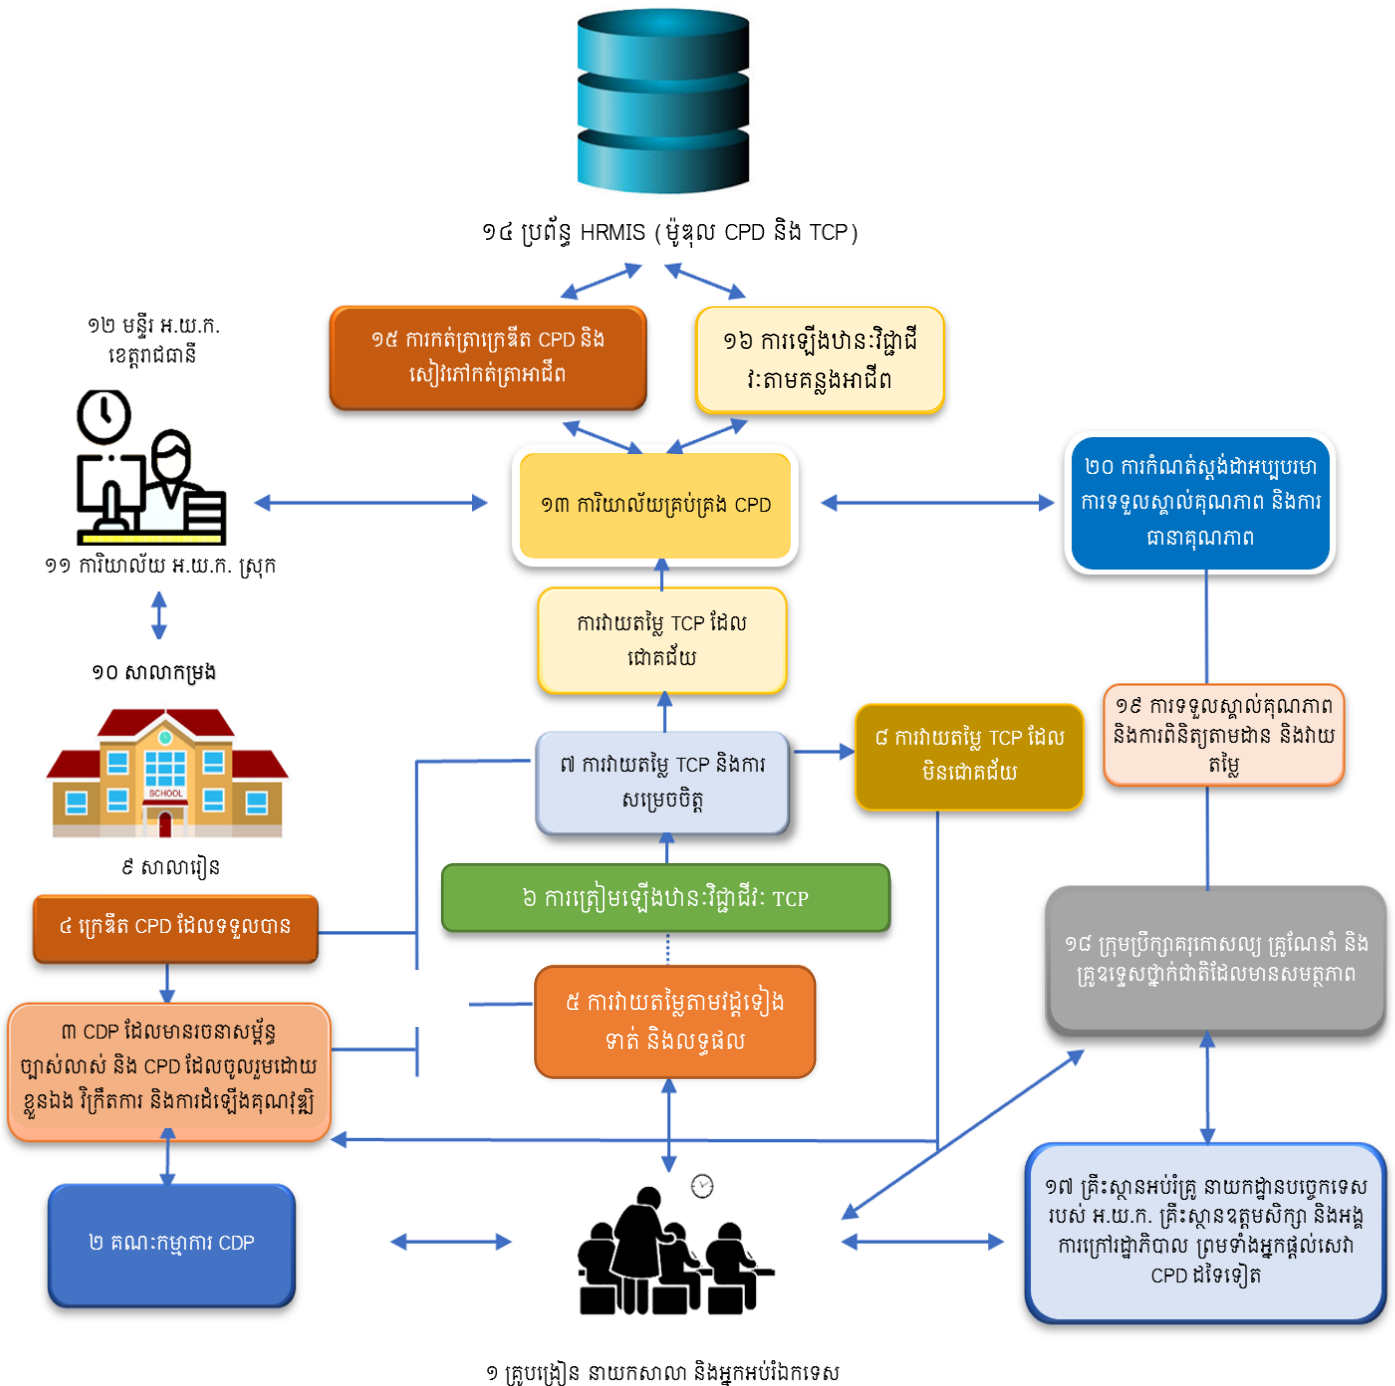 ១៤ ប្រព័ន្ធ HRMIS (ម៉ូឌុល CPD និង TCP)
១២ មន្ទីរ អ.យ.ក.
ខេត្តរាជធានី
១៥ ការកត់ត្រាក្រេឌីត CPD និង
សៀវភៅកត់ត្រាអាជីព
១៦ ការឡើងឋានៈវិជ្ជាជី
វៈតាមគន្លងអាជីព
១៣ ការិយាល័យគ្រប់គ្រង CPD
២០ ការកំណត់ស្តង់ដាអប្បបរមា
ការទទួលស្គាល់គុណភាព និងការ
ធានាគុណភាព
១១ ការិយាល័យ អ.យ.ក. ស្រុក
ការវាយតម្លៃ TCP ដែល
ជោគជ័យ
១០ សាលាកម្រង
SCHOOL
១៩ ការទទួលស្គាល់គុណភាព
និងការពិនិត្យតាមដាន និងវាយ
តម្លៃ
៧ ការវាយតម្លៃ TCP និងការ
សម្រេចចិត្ត
៨ ការវាយតម្លៃ TCP ដែល
មិនជោគជ័យ
៩ សាលារៀន
៦ ការត្រៀមឡើងឋានៈវិជ្ជាជីវៈ TCP
៤ ក្រេឌីត CPD ដែលទទួលបាន
១៨ ក្រុមប្រឹក្សាគរុកោសល្យ គ្រូណែនាំ និង
គ្រូឧទ្ទេសថ្នាក់ជាតិដែលមានសមត្ថភាព
៥ ការវាយតម្លៃតាមវដ្តទៀង
ទាត់ និងលទ្ធផល
៣ CDP ដែលមានរចនាសម្ព័ន្ធ
ច្បាស់លាស់ និង CPD ដែលចូលរួមដោយ
ខ្លួនឯង វិក្រឹតការ និងការដំឡើងគុណវុឌ្ឍិ
២ គណៈកម្មាការ CDP
១៧ គ្រឹះស្ថានអប់រំគ្រូ នាយកដ្ឋានបច្ចេកទេស
របស់ អ.យ.ក. គ្រឹះស្ថានឧត្តមសិក្សា និងអង្គ
ការក្រៅរដ្ឋាភិបាល ព្រមទាំងអ្នកផ្តល់សេវា
CPD ដទៃទៀត
១ គ្រូបង្រៀន នាយកសាលា និងអ្នកអប់រំឯកទេស